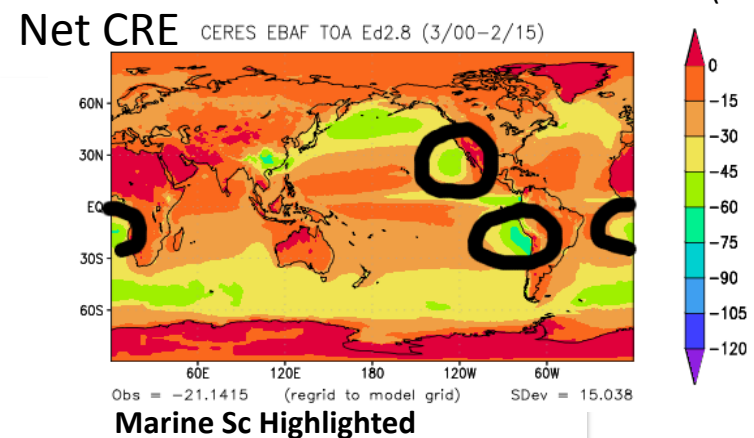 Net CRE
CERES EBAF TOA Ed2.8 (3/00-2/15)
0
-15
-30
-45
-60
-75
-90
-105
-120
60N
30N
EQ
30S
60S
60E 120E 180 120W 60W
Obs = -21.1415 (regrid to model grid) SDev = 15.038
Marine Sc Highlighted